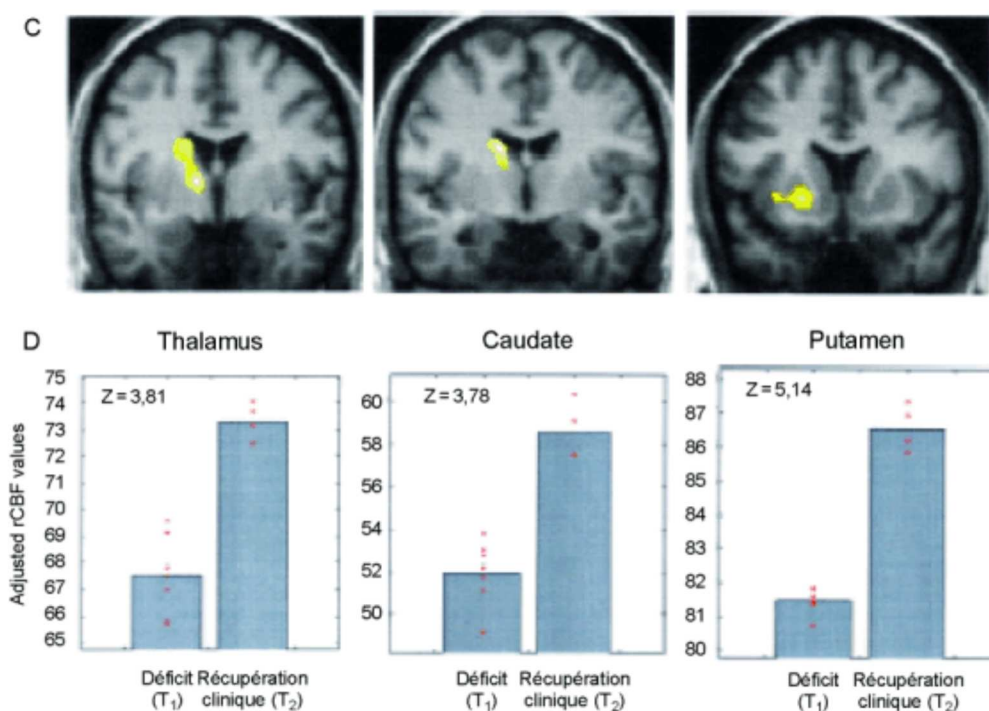 C
D
Thalamus
Caudate
Putamen
Adjusted rCBF values
Z = 3,81
75
74
73
72
71
70
69
68
67
66
65
Déficit
(T1)
Récupération
clinique (T2)
Z = 3,78
60
58
56
54
52
50
Déficit
(T1)
Récupération
clinique (T2)
Z = 5,14
88
87
86
85
84
83
82
81
80
Déficit
(T1)
Récupération
clinique (T2)